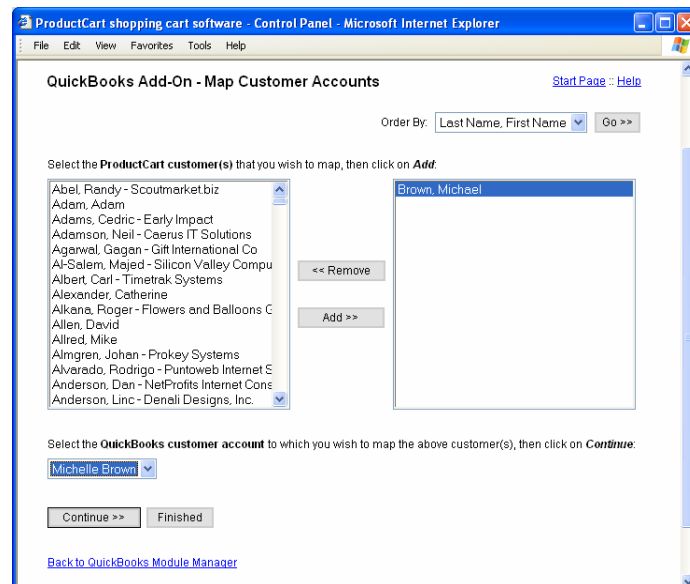 ProductCart shopping cart software - Control Panel - Microsoft Internet Explorer
File Edit View Favorites Tools Help
QuickBooks Add-On - Map Customer Accounts
Start Page :: Help
Order By: Last Name, First Name Go >>
Select the ProductCart customer(s) that you wish to map, then click on Add:
Abel, Randy - Scoutmarket.biz
Adam, Adam
Adams, Cedric - Early Impact
Adamson, Neil - Caerus IT Solutions
Agarwal, Gagan - Gift International Co
Al-Salem, Majed - Silicon Valley Compu
Albert, Carl - Timetrak Systems
Alexander, Catherine
Alkana, Roger - Flowers and Balloons G
Allen, David
Allred, Mike
Almgren, Johan - Prokey Systems
Alvarado, Rodrigo - Puntoweb Internet S
Anderson, Dan - NetProfits Internet Cons
Anderson, Linc - Denali Designs, Inc.
<< Remove
Add >>
Brown, Michael
Select the QuickBooks customer account to which you wish to map the above customer(s), then click on Continue:
Michelle Brown
Continue >> Finished
Back to QuickBooks Module Manager